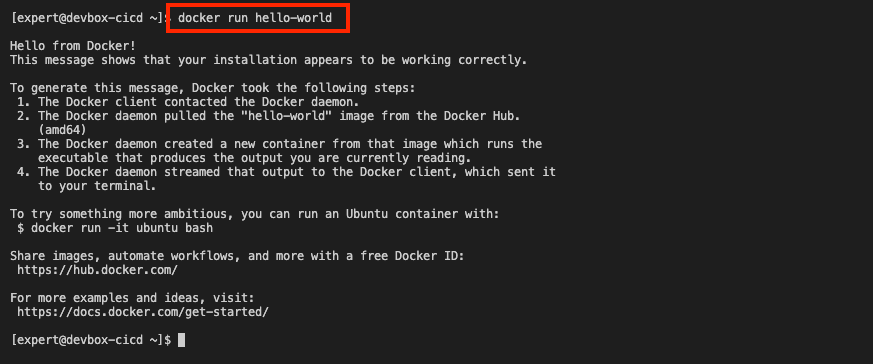 [expert@devbox-cicd ~]$ docker run hello-world
Hello from Docker!
This message shows that your installation appears to be working correctly.
To generate this message, Docker took the following steps:
1. The Docker client contacted the Docker daemon.
2. The Docker daemon pulled the "hello-world" image from the Docker Hub.
(amd64)
3. The Docker daemon created a new container from that image which runs the
executable that produces the output you are currently reading.
4. The Docker daemon streamed that output to the Docker client, which sent it
to your terminal.
To try something more ambitious, you can run an Ubuntu container with:
$ docker run -it ubuntu bash
Share images, automate workflows, and more with a free Docker ID:
https://hub.docker.com/
For more examples and ideas, visit:
https://docs.docker.com/get-started/
[expert@devbox-cicd ~]$